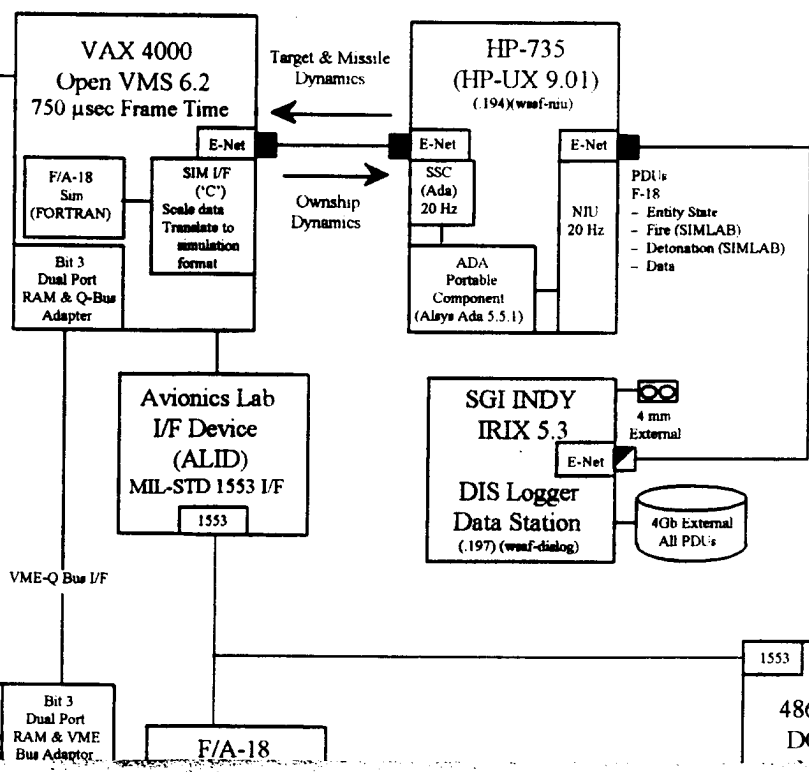 VAX 4000
Open VMS 6.2
750 µsec Frame Time
E-Net
F/A-18
Sim
(FORTRAN)
SIM I/F
('C')
Scale data
Translate to
simulation
format
Bit 3
Dual Port
RAM & Q-Bus
Adapter
Target & Missile
Dynamics
Ownship
Dynamics
HP-735
(HP-UX 9.01)
(.194)(wsaf-niu)
E-Net
SSC
(Ada)
20 Hz
E-Net
NIU
20 Hz
ADA
Portable
Component
(Alsys Ada 5.5.1)
PDUs
F-18
- Entity State
- Fire (SIMLAB)
- Detonation (SIMLAB)
- Data
Avionics Lab
I/F Device
(ALID)
MIL-STD 1553 I/F
1553
SGI INDY
IRIX 5.3
E-Net
DIS Logger
Data Station
(.197) (wsaf-dislog)
4 mm
External
4Gb External
All PDUs
VME-Q Bus I/F
1553
Bit 3
Dual Port
RAM & VME
Bus Adaptor
F/A-18